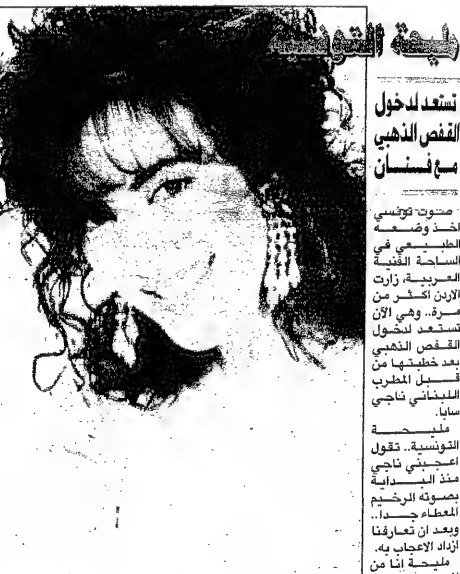 مليحة التونسية
تستعد لدخول
القفص الذهبي
مع فنان
صوت تونسي
اخذ وضعه
الطبيعي في
الساحة الفنية
العربية، زارت
الاردن اكثر من
مرة.. وهي الآن
تستعد لدخول
القفص الذهبي
بعد خطبتها من
قبل المطرب
اللبناني ناجي
سابا.
مليحة
التونسية.. تقول
اعجبني ناجي
منذ البداية
بصوته الرخيم
المعطاء جدا..
وبعد ان تعارفنا
ازداد الاعجاب به.
مليحة إنا من